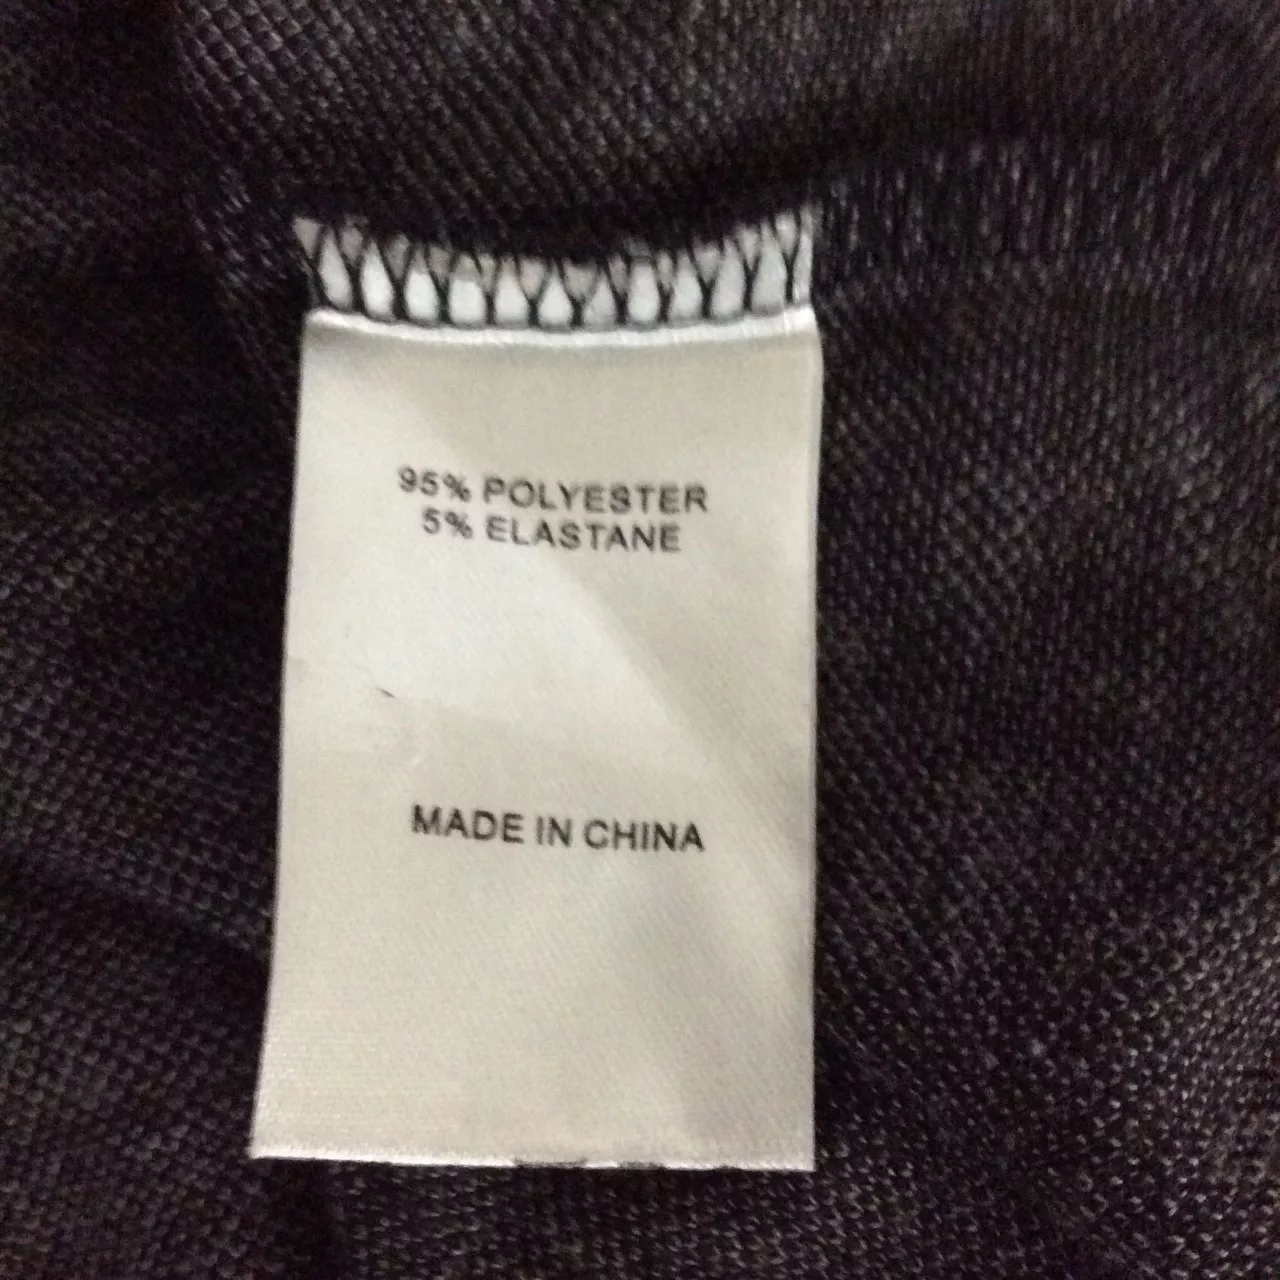 95% POLYESTER
5% ELASTANE
MADE IN CHINA